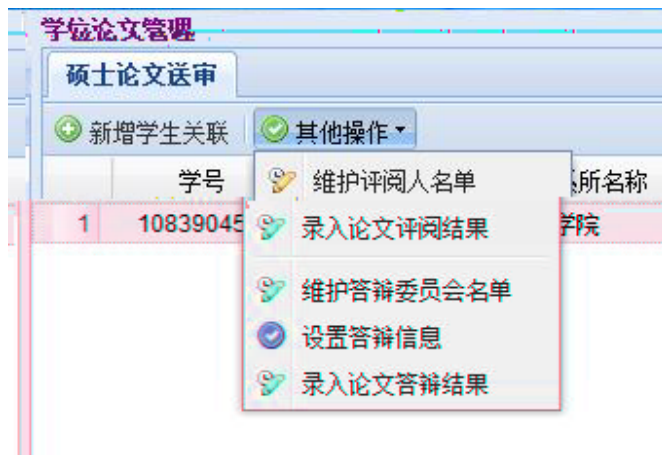 学位论文管理
硕士论文送审
新增学生关联 其他操作
学号 所名称
1 10839045 学院
维护评阅人名单
录入论文评阅结果
维护答辩委员会名单
设置答辩信息
录入论文答辩结果